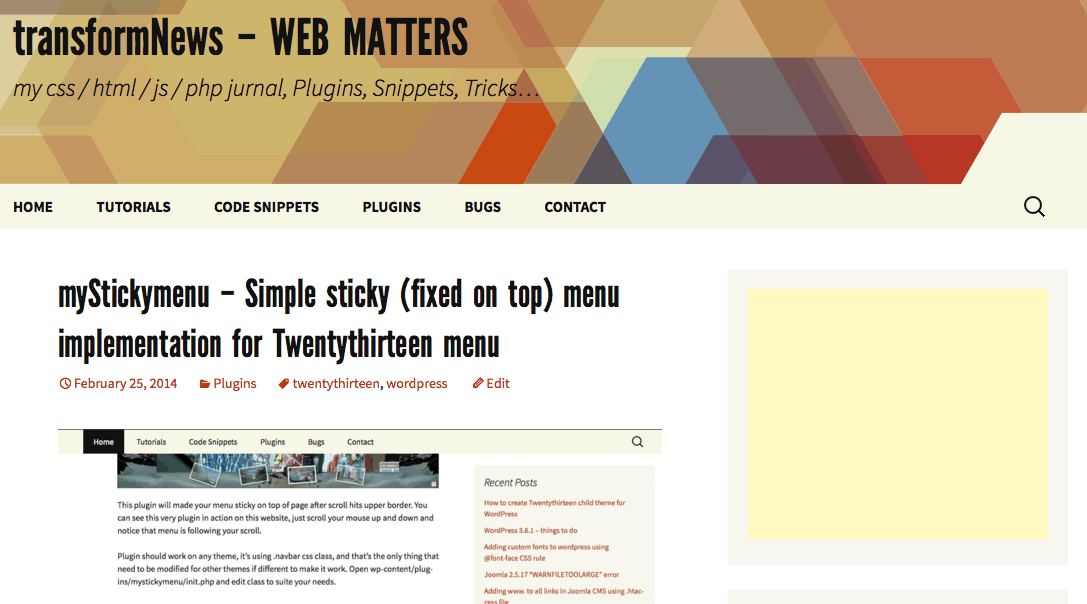 transformNews – WEB MATTERS
my css / html / js / php jurnal, Plugins, Snippets, Tricks...
HOME TUTORIALS CODE SNIPPETS PLUGINS BUGS CONTACT
myStickymenu – Simple sticky (fixed on top) menu
implementation for Twentythirteen menu
February 25, 2014 Plugins twentythirteen, wordpress Edit
Home Tutorials Code Snippets Plugins Bugs Contact
This plugin will made your menu sticky on top of page after scroll hits upper border. You
can see this very plugin in action on this website, just scroll your mouse up and down and
notice that menu is following your scroll.
Plugin should work on any theme, it's using .navbar css class, and that's the only thing that
need to be modified for other themes if different to make it work. Open wp-content/plug-
ins/mystickymenu/init.php and edit class to suite your needs.
Recent Posts
How to create Twentythirteen child theme for
WordPress
WordPress 3.8.1 – things to do
Adding custom fonts to wordpress using
@font-face CSS rule
Joomla 2.5.17 "WARNFILETOOLARGE" error
Adding www. to all links in Joomla CMS using .htac-
cess file